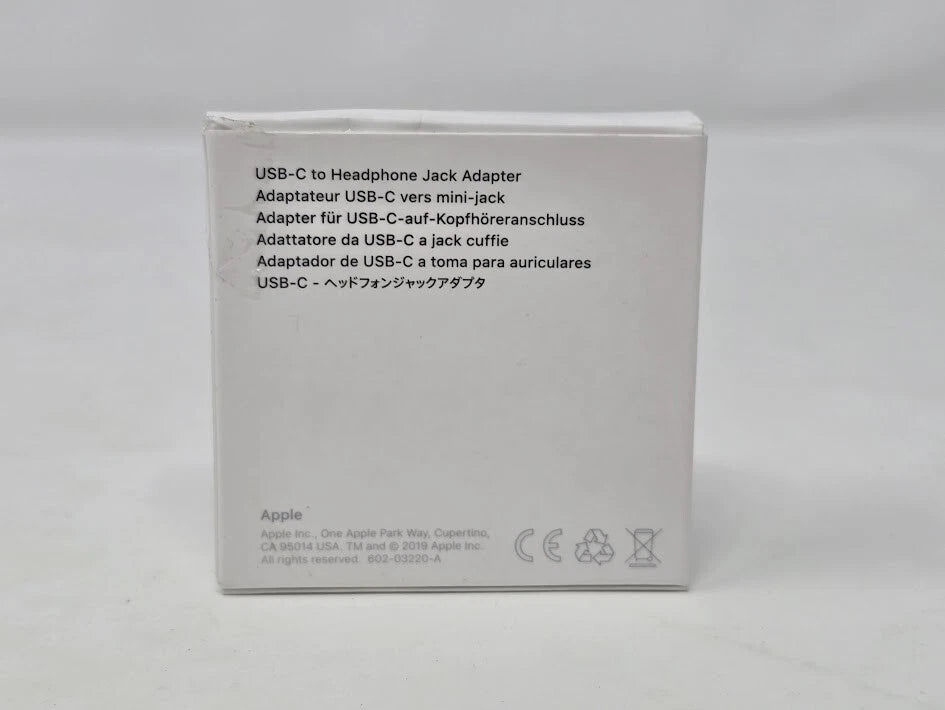 USB-C to Headphone Jack Adapter
Adaptateur USB-C vers mini-jack
Adapter für USB-C-auf-Kopfhöreranschluss
Adattatore da USB-C a jack cuffie
Adaptador de USB-C a toma para auriculares
USB-C - ヘッドフォンジャックアダプタ
Apple
Apple Inc., One Apple Park Way, Cupertino,
CA 95014 USA. TM and © 2019 Apple Inc.
All rights reserved. 602-03220-A
CE